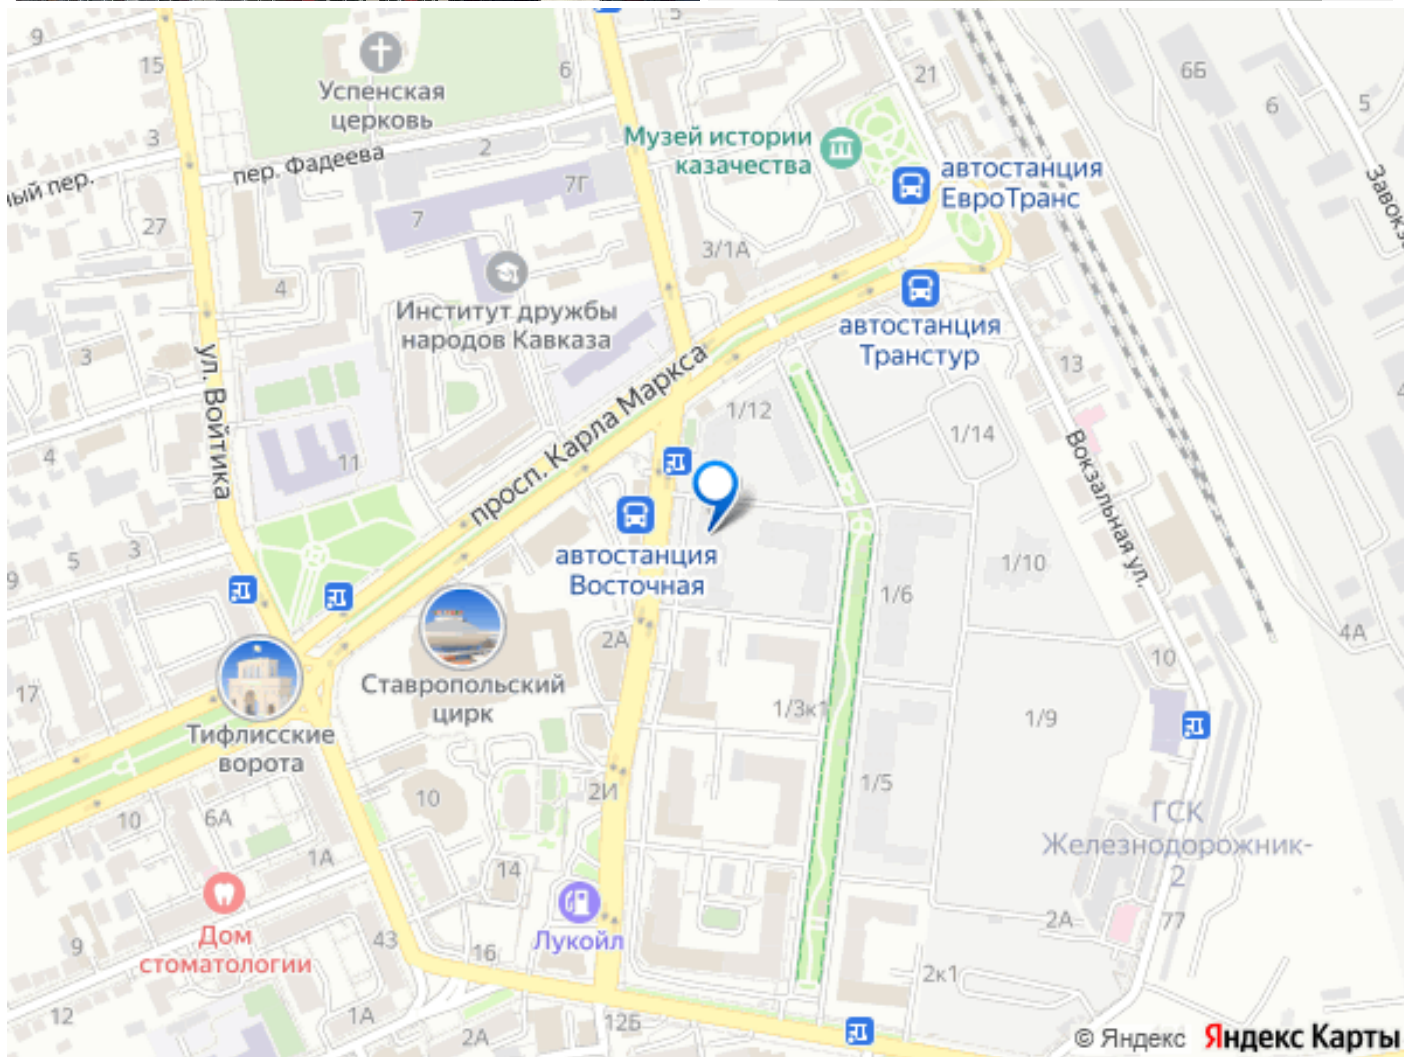 9
15
5
6
21
6Б
6
5
Успенская
церковь
3
2
пер. Фадеева
ный пер.
Музей истории
казачества
автостанция
ЕвроТранс
7Г
7
27
3/1А
4
Институт дружбы
народов Кавказа
автостанция
Транстур
3
ул. Войтика
просп. Карла Маркса
1/12
1/14
13
Вокзальная ул.
4
11
автостанция
Восточная
5
3
9
1/10
1/6
2А
4А
10
17
Ставропольский
цирк
Тифлисские
ворота
1/3к1
1/9
1/5
10
2И
10
6А
1А
14
ГСК
Железнодорожник-
2
Дом
стоматологии
9
43
16
Лукойл
2А
77
2к1
12
1А
2А
12Б
© Яндекс Яндекс Карты